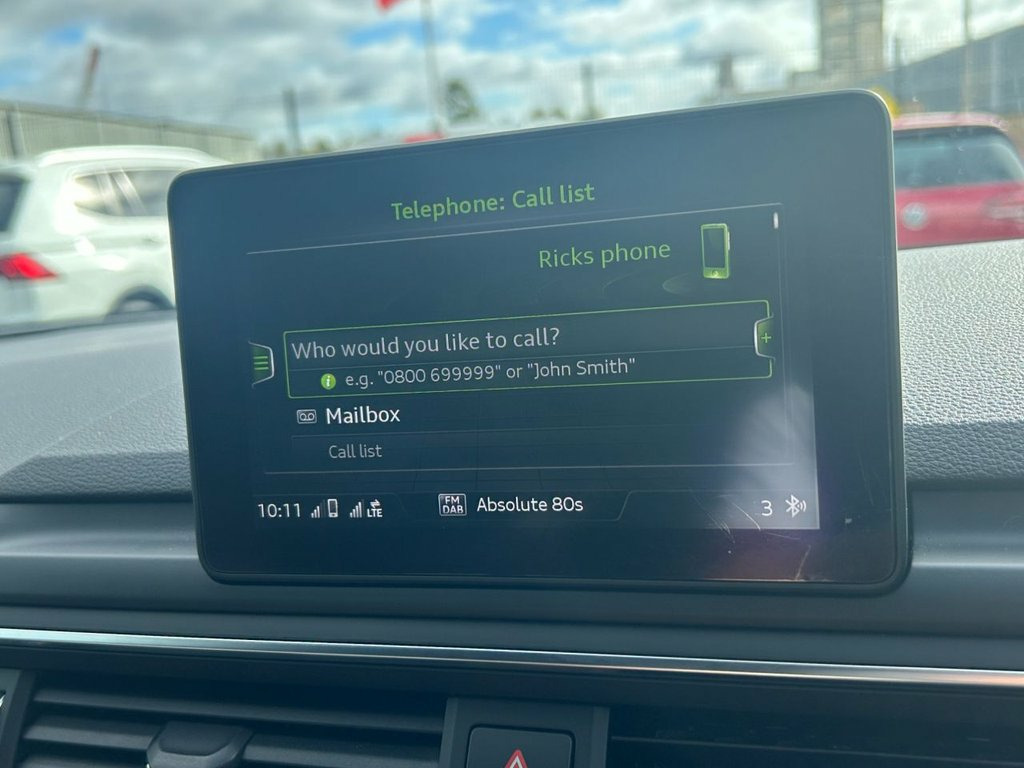 Telephone: Call list
Ricks phone
Who would you like to call?
e.g. "0800 699999" or "John Smith"
Mailbox
Call list
10:11 LTE FM DAB Absolute 80s 3